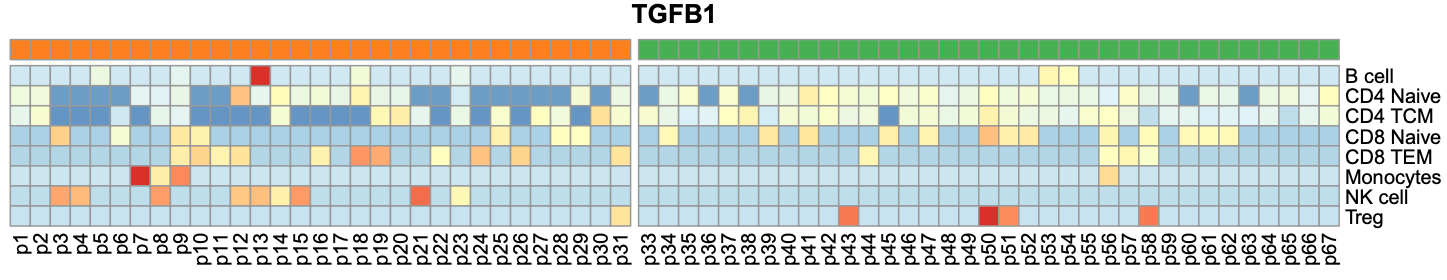 TGFB1
B cell
CD4 Naive
CD4 TCM
CD8 Naive
CD8 TEM
Monocytes
NK cell
Treg
p1 p2 p3 p4 p5 p6 p7 p8 p9 p10 p11 p12 p13 p14 p15 p16 p17 p18 p19 p20 p21 p22 p23 p24 p25 p26 p27 p28 p29 p30 p31 p33 p34 p35 p36 p37 p38 p39 p40 p41 p42 p43 p44 p45 p46 p47 p48 p49 p50 p51 p52 p53 p54 p55 p56 p57 p58 p59 p60 p61 p62 p63 p64 p65 p66 p67